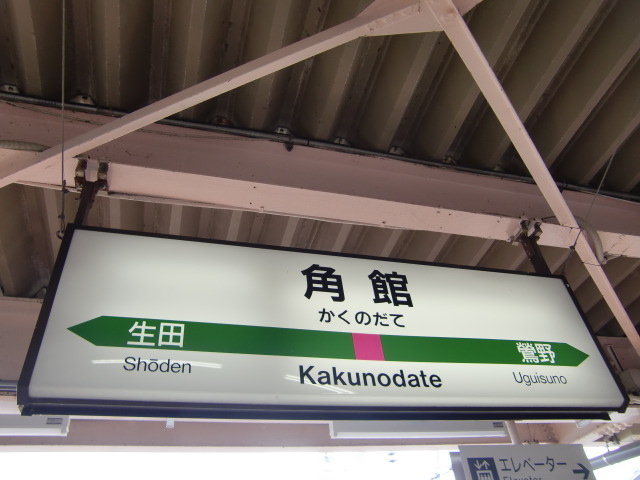 角館
かくのだて
生田
Shōden
鶯野
Uguisuno
Kakunodate
エレベーター
Elevator